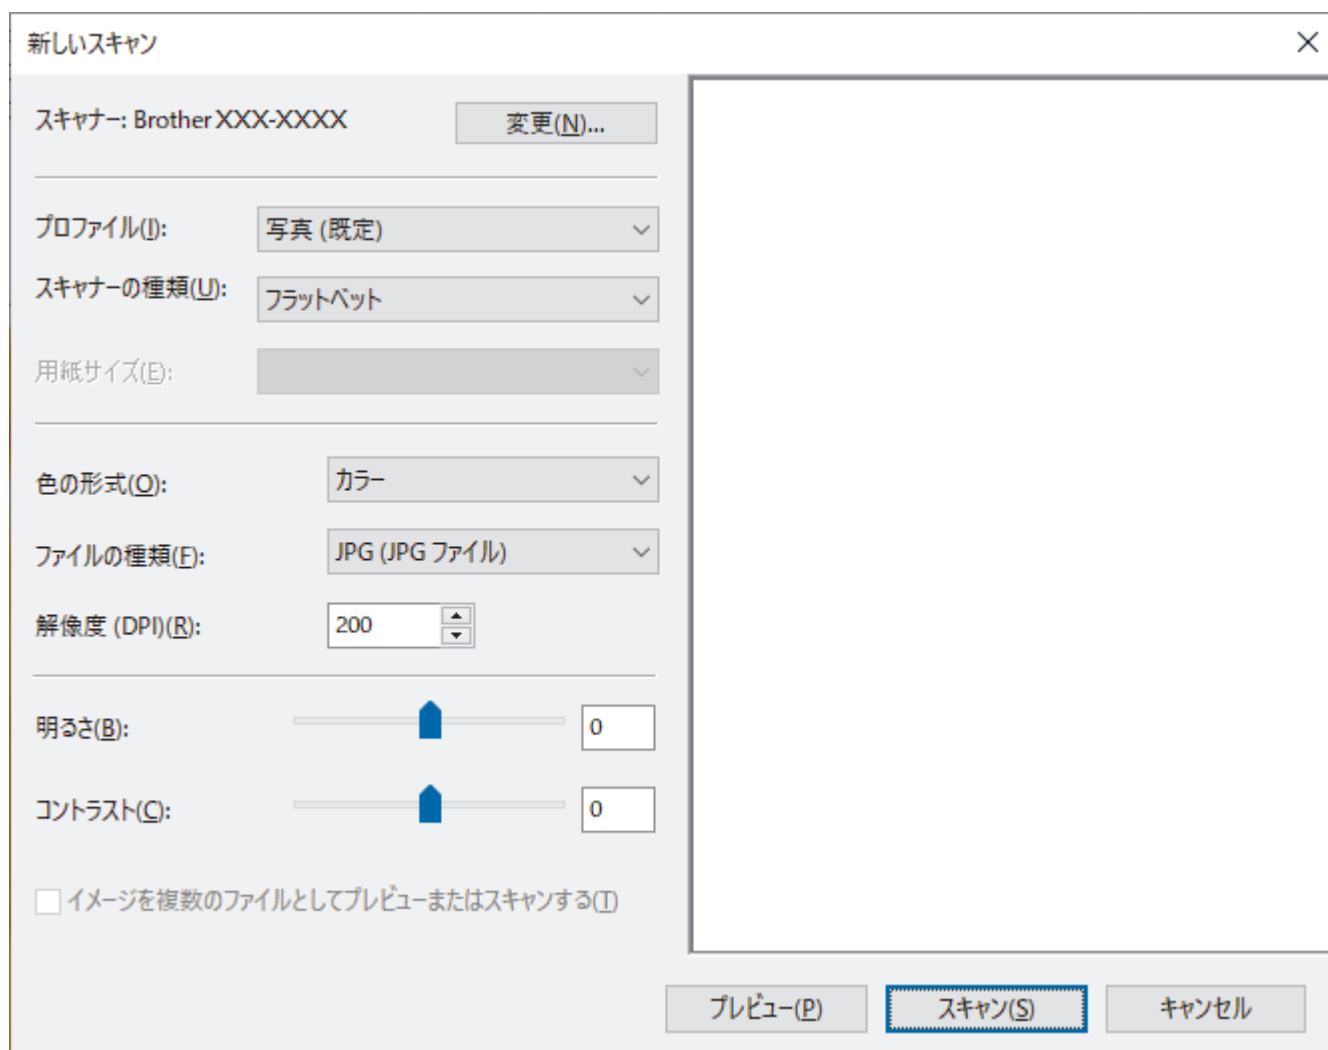 新しいスキャン
スキャナー: Brother XXX-XXXX
変更(N)...
プロファイル(I):
写真 (既定)
スキャナーの種類(U):
フラットベット
用紙サイズ(E):
色の形式(O):
カラー
ファイルの種類(F):
JPG (JPG ファイル)
解像度 (DPI)(R):
200
明るさ(B):
0
コントラスト(C):
0
イメージを複数のファイルとしてプレビューまたはスキャンする(T)
プレビュー(P)
スキャン(S)
キャンセル